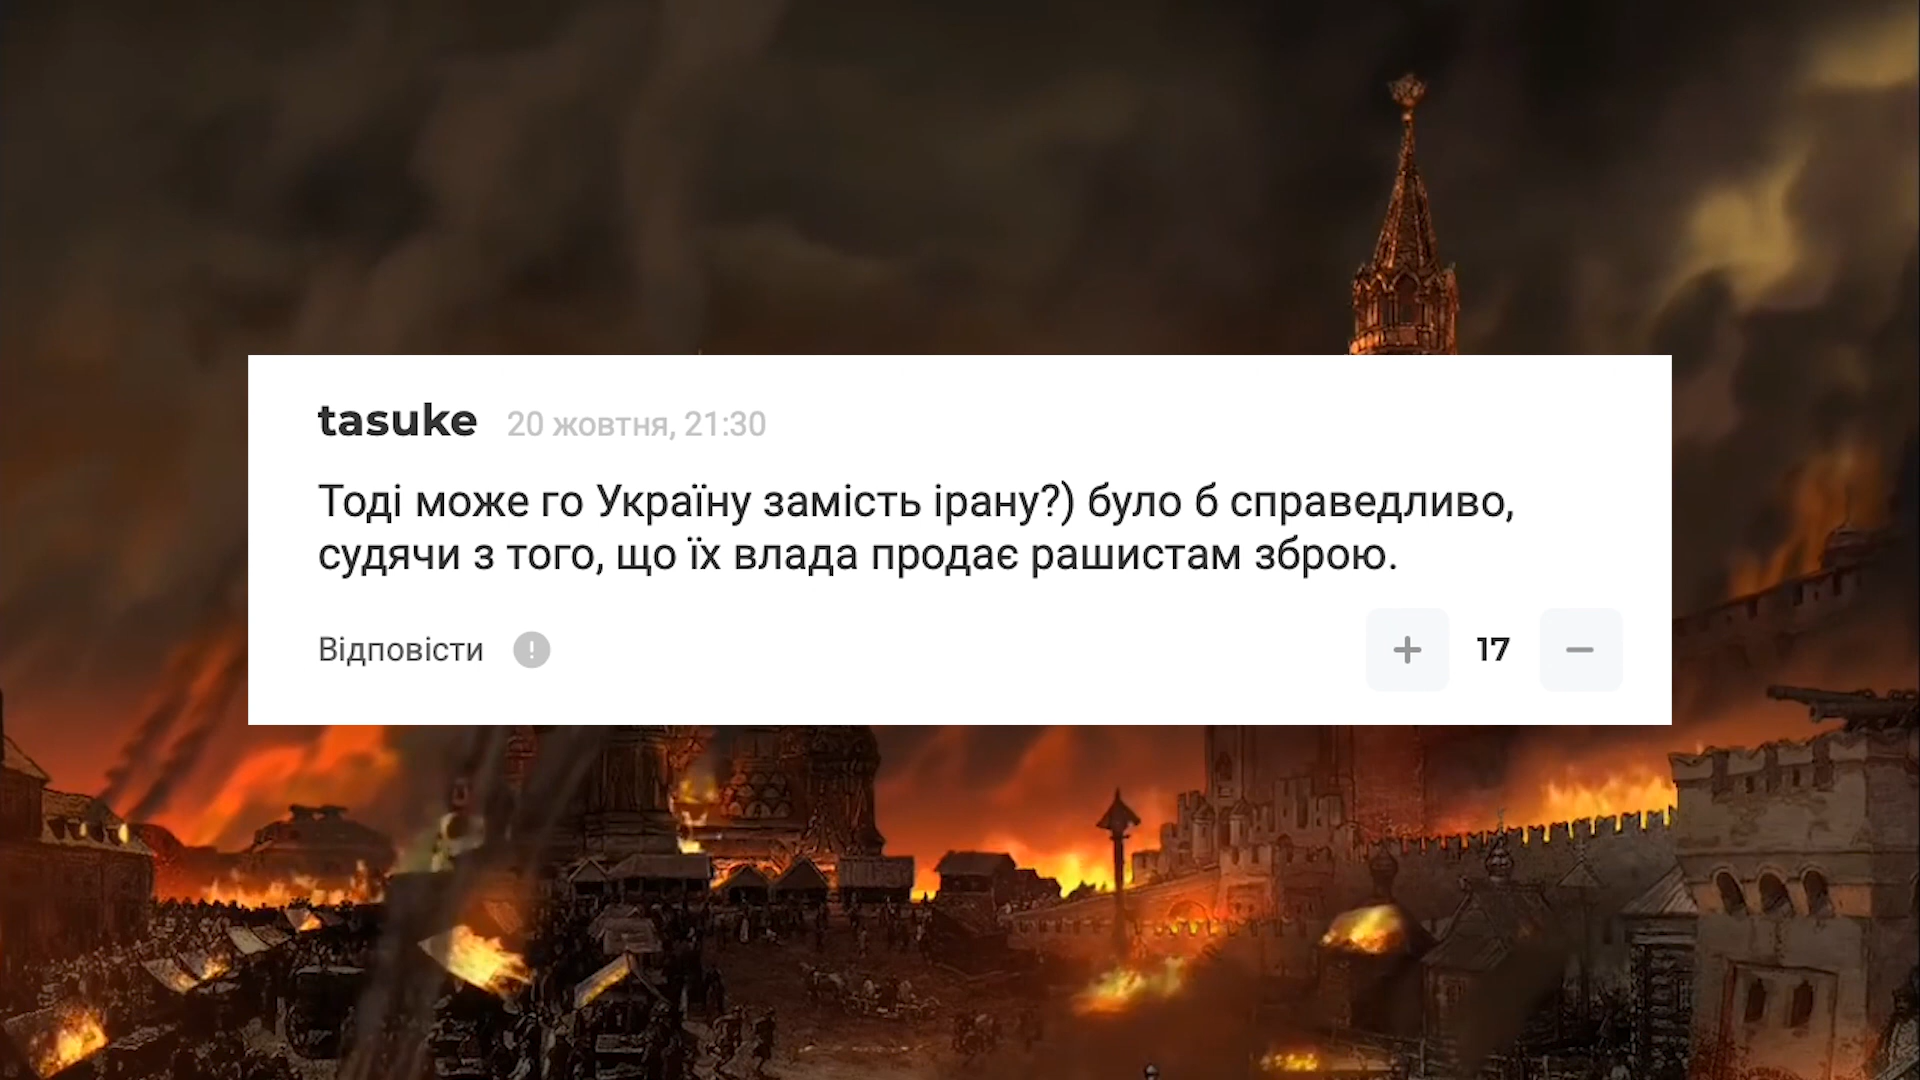 tasuke 20 жовтня, 21:30
Тоді може го Україну замість ірану?) було б справедливо,
судячи з того, що їх влада продає рашистам зброю.
Відповісти ! + 17 −